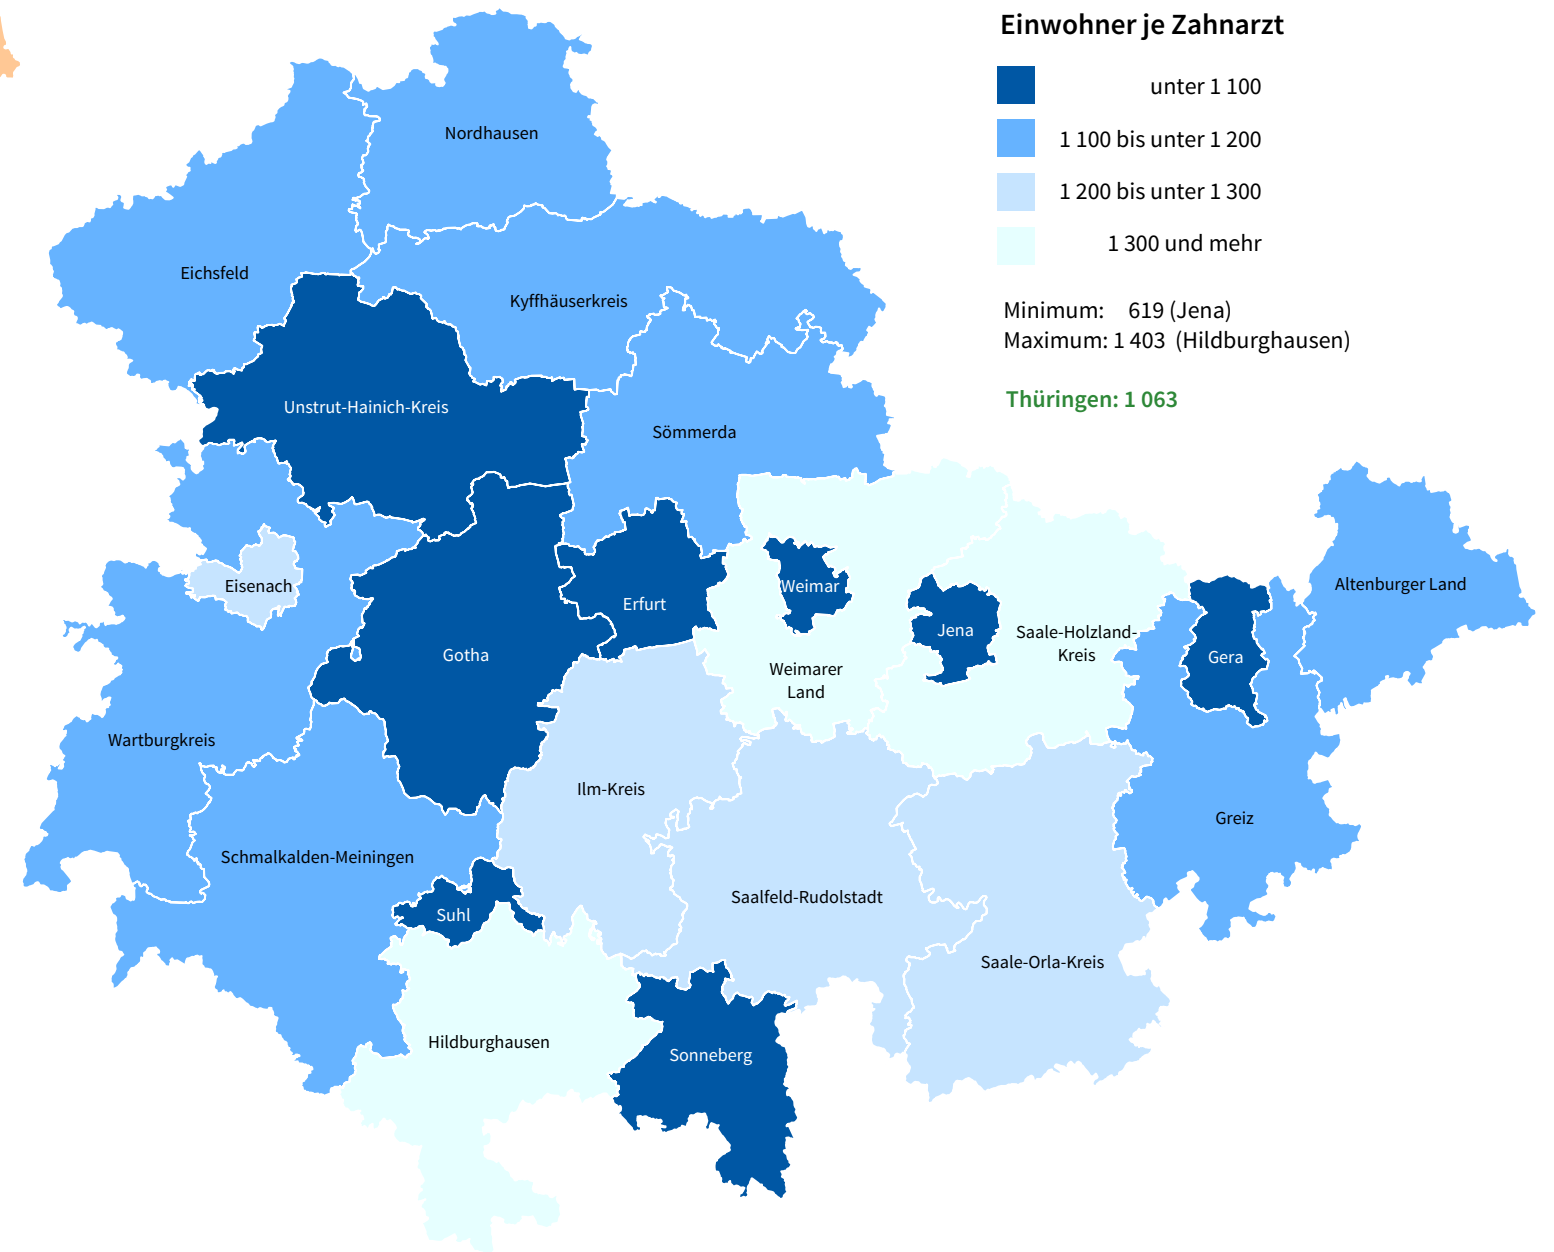 Einwohner je Zahnarzt
unter 1 100
1 100 bis unter 1 200
1 200 bis unter 1 300
1 300 und mehr
Minimum: 619 (Jena)
Maximum: 1 403 (Hildburghausen)
Thüringen: 1 063
Nordhausen
Eichsfeld
Kyffhäuserkreis
Unstrut-Hainich-Kreis
Sömmerda
Eisenach
Erfurt
Weimar
Jena
Saale-Holzland-
Kreis
Gera
Altenburger Land
Gotha
Weimarer
Land
Wartburgkreis
Ilm-Kreis
Greiz
Schmalkalden-Meiningen
Saalfeld-Rudolstadt
Suhl
Saale-Orla-Kreis
Hildburghausen
Sonneberg